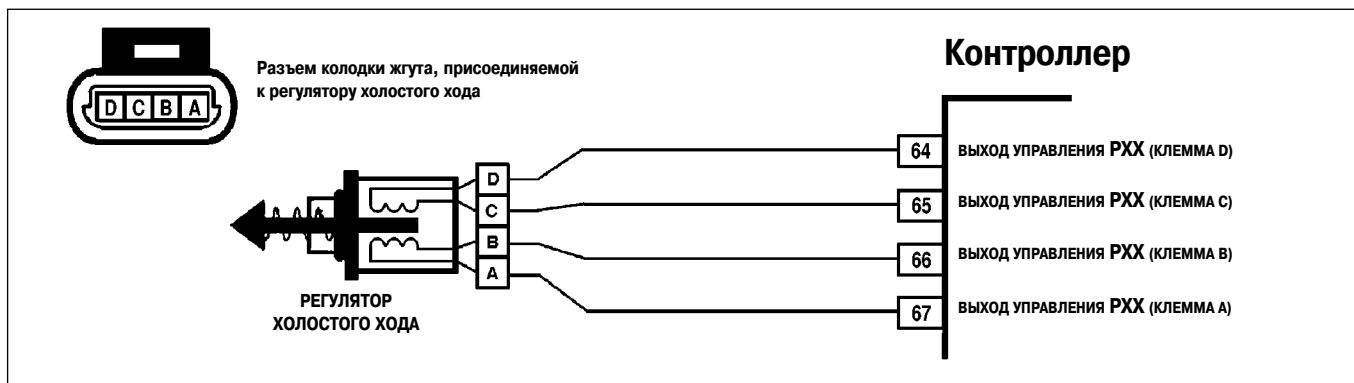 Контроллер
Разъем колодки жгута, присоединяемой
к регулятору холостого хода
D C B A
64 ВЫХОД УПРАВЛЕНИЯ РХХ (КЛЕММА D)
65 ВЫХОД УПРАВЛЕНИЯ РХХ (КЛЕММА C)
66 ВЫХОД УПРАВЛЕНИЯ РХХ (КЛЕММА B)
67 ВЫХОД УПРАВЛЕНИЯ РХХ (КЛЕММА A)
D
C
B
A
РЕГУЛЯТОР
ХОЛОСТОГО ХОДА